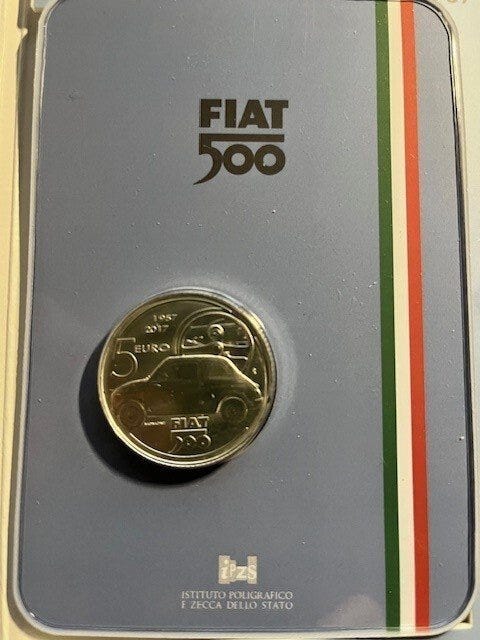 FIAT
500
1957
2017
5 EURO
FIAT
500
ipzs
ISTITUTO POLIGRAFICO
E ZECCA DELLO STATO